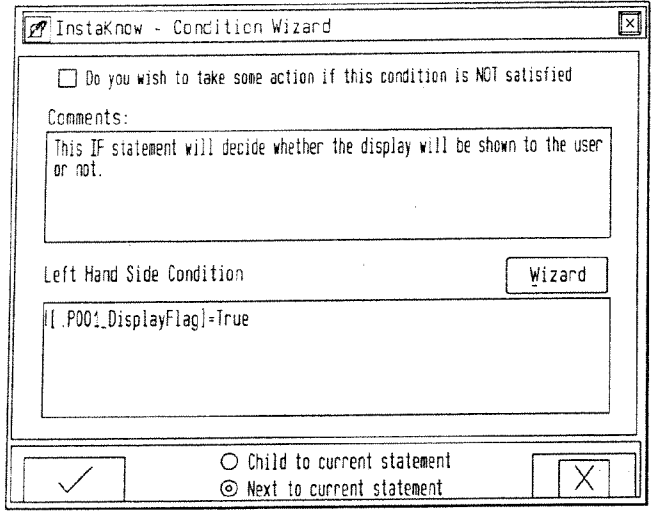 InstaKnow - Condition Wizard
Do you wish to take some action if this condition is NOT satisfied
Comments:
This IF statement will decide whether the display will be shown to the user
or not.
Left Hand Side Condition
Wizard
|[ .P001_DisplayFlag]=True
Child to current statement
Next to current statement